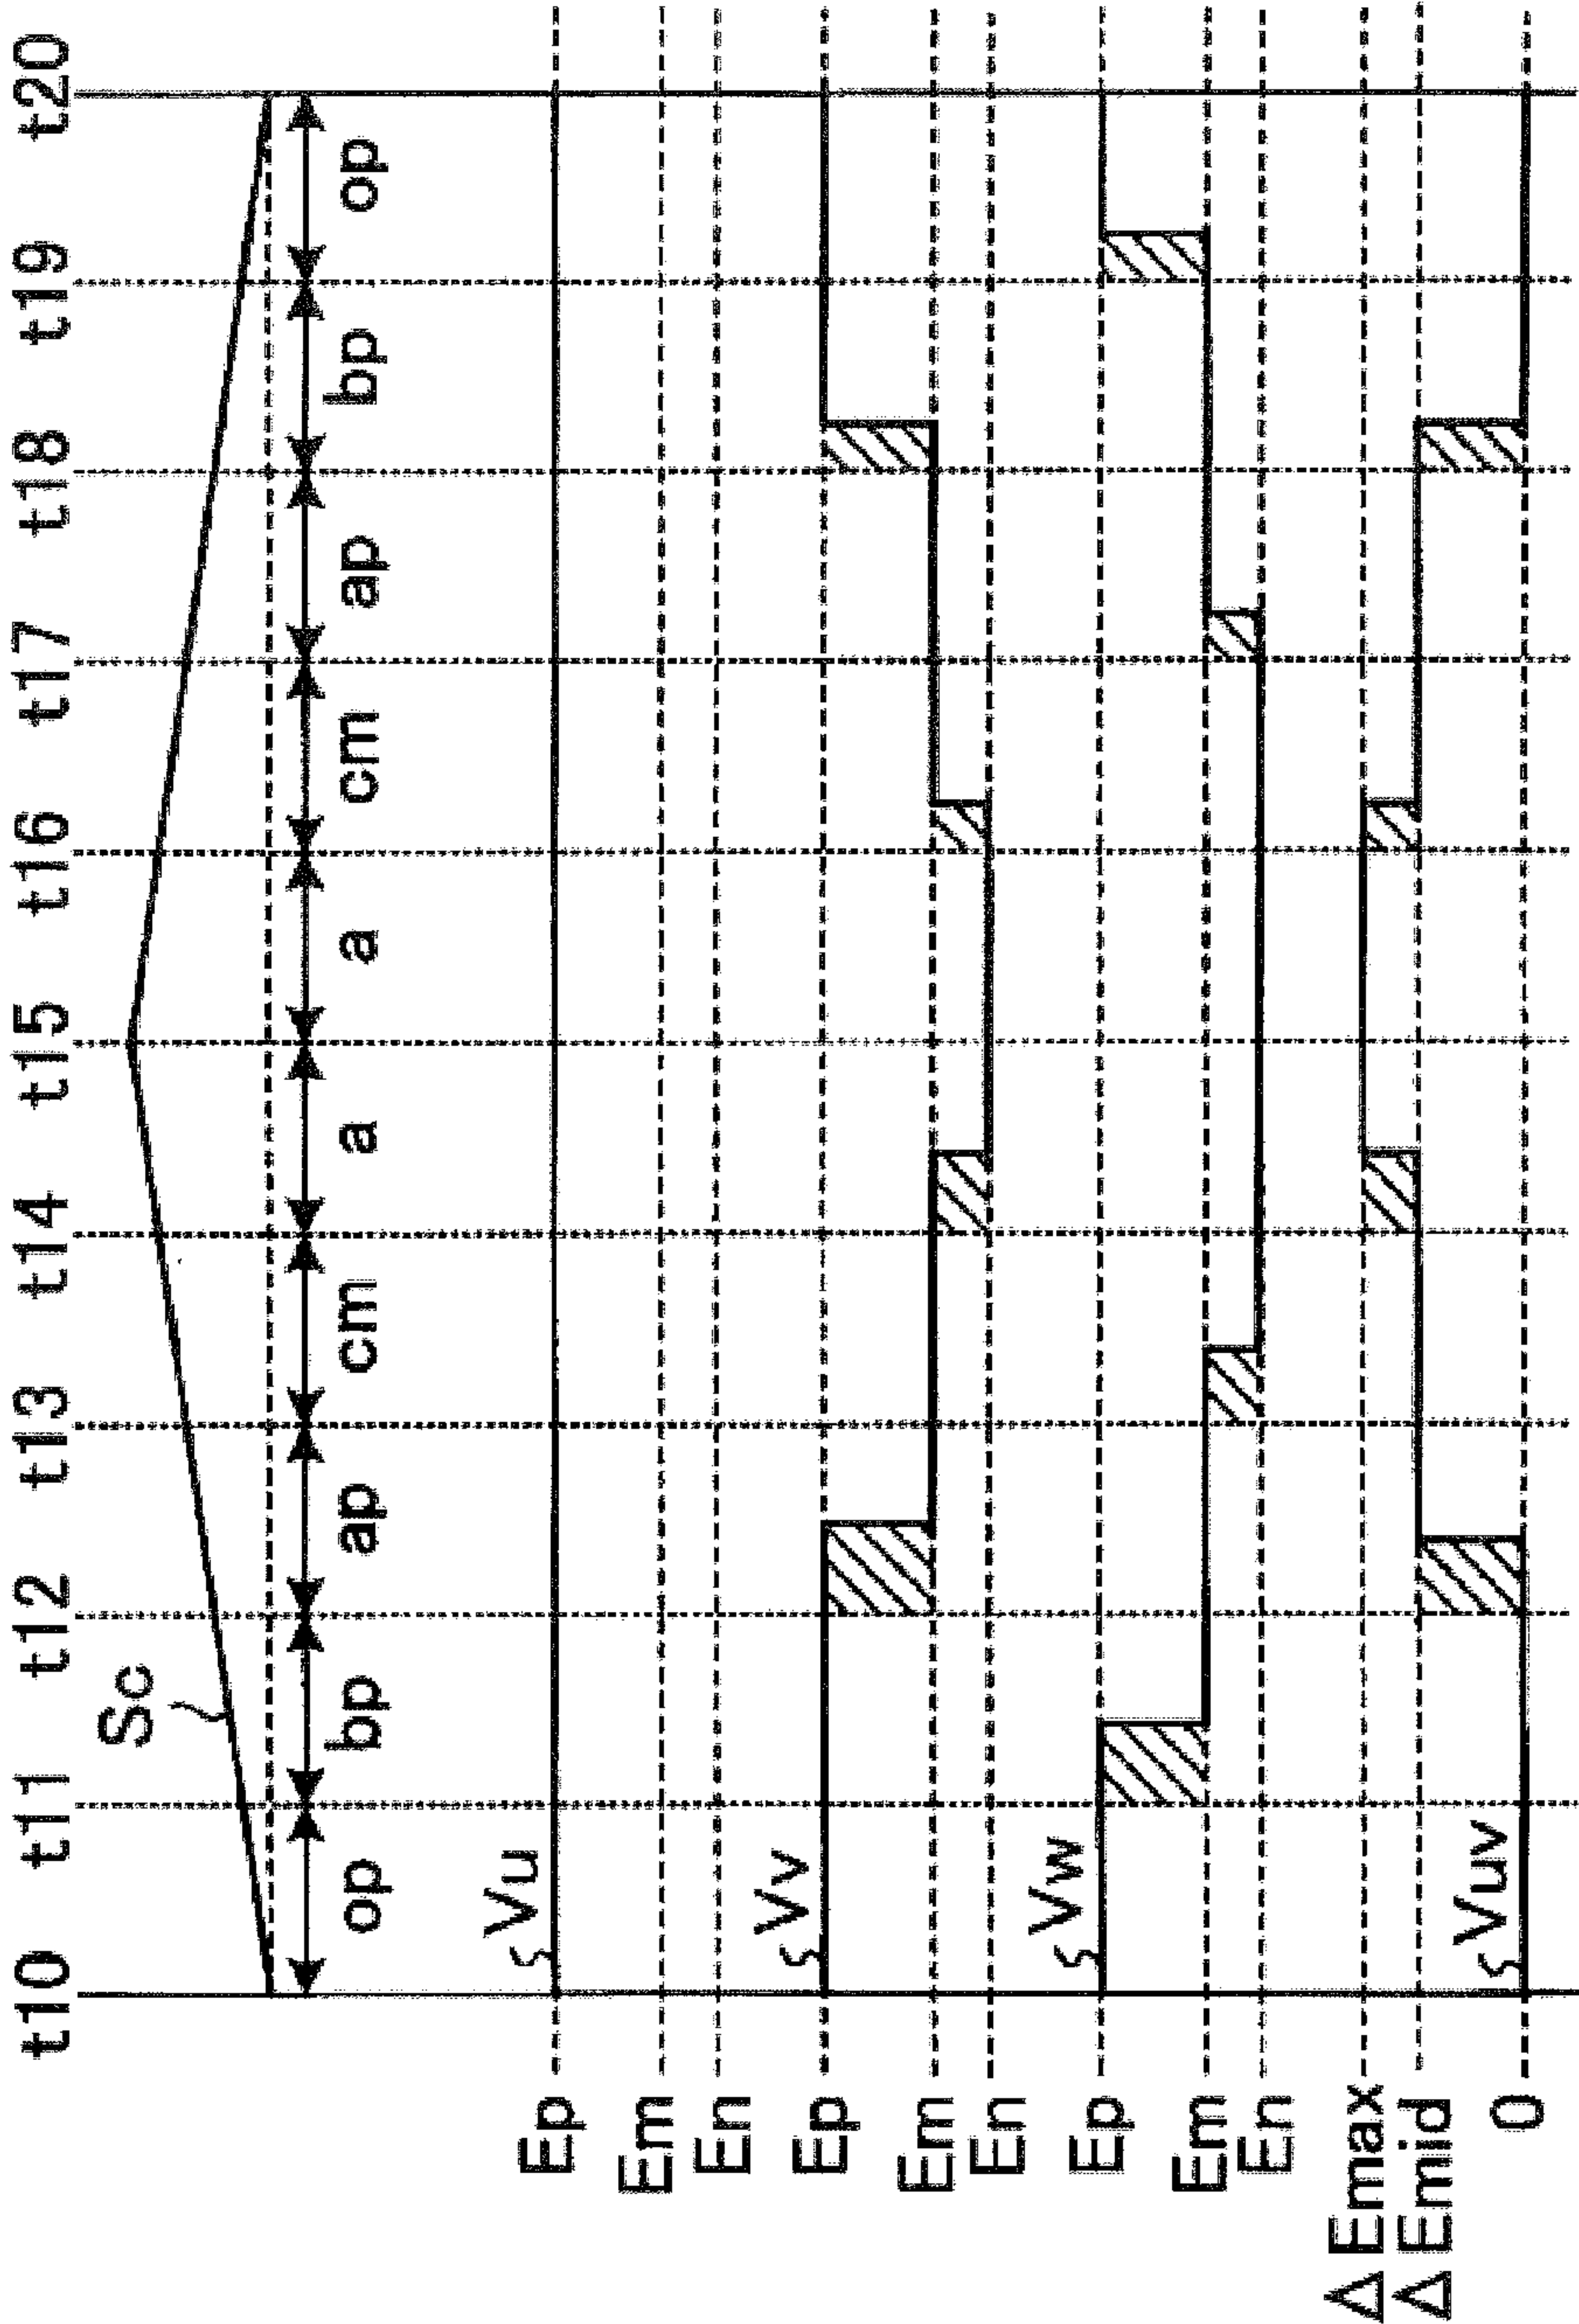 t10 t11 t12 t13 t14 t15 t16 t17 t18 t19 t20
Sc
op bp ap cm a a cm ap bp op
Vu
Ep
Em
En
Vv
Ep
Em
En
Vw
Ep
Em
En
ΔEmax
ΔEmid
Vuv
0